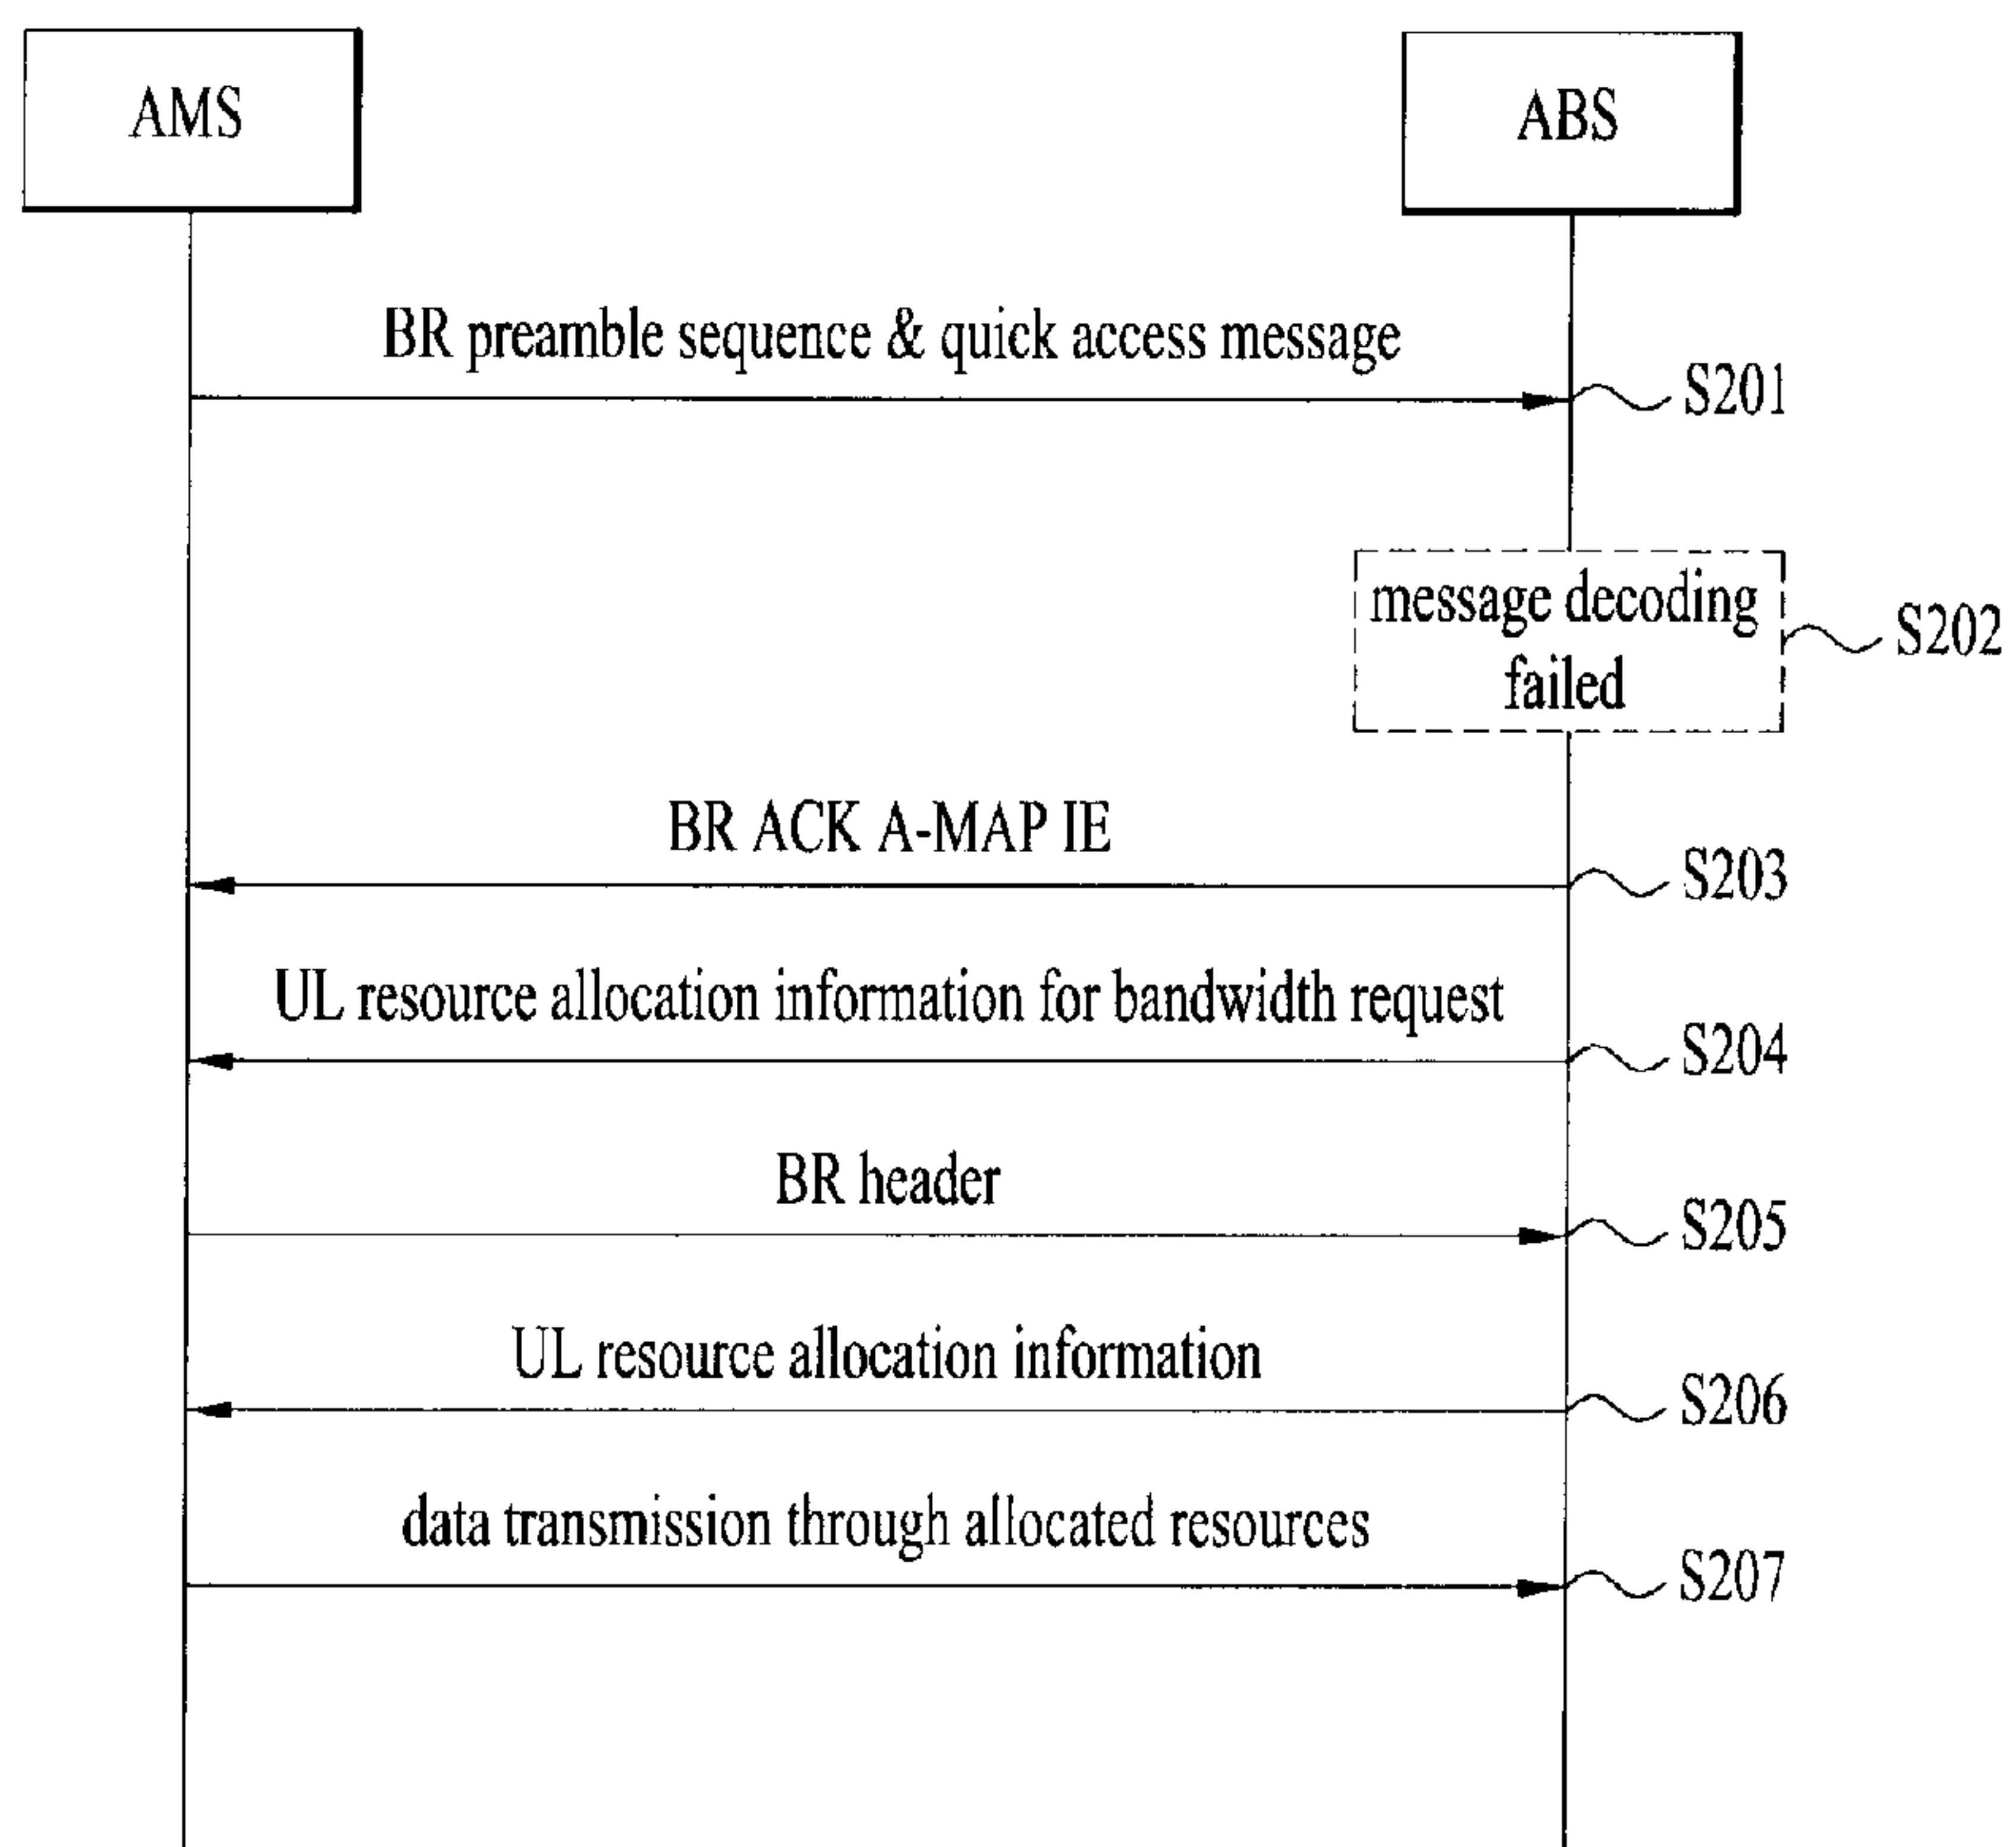 AMS
ABS
BR preamble sequence & quick access message
S201
message decoding
failed
S202
BR ACK A-MAP IE
S203
UL resource allocation information for bandwidth request
S204
BR header
S205
UL resource allocation information
S206
data transmission through allocated resources
S207